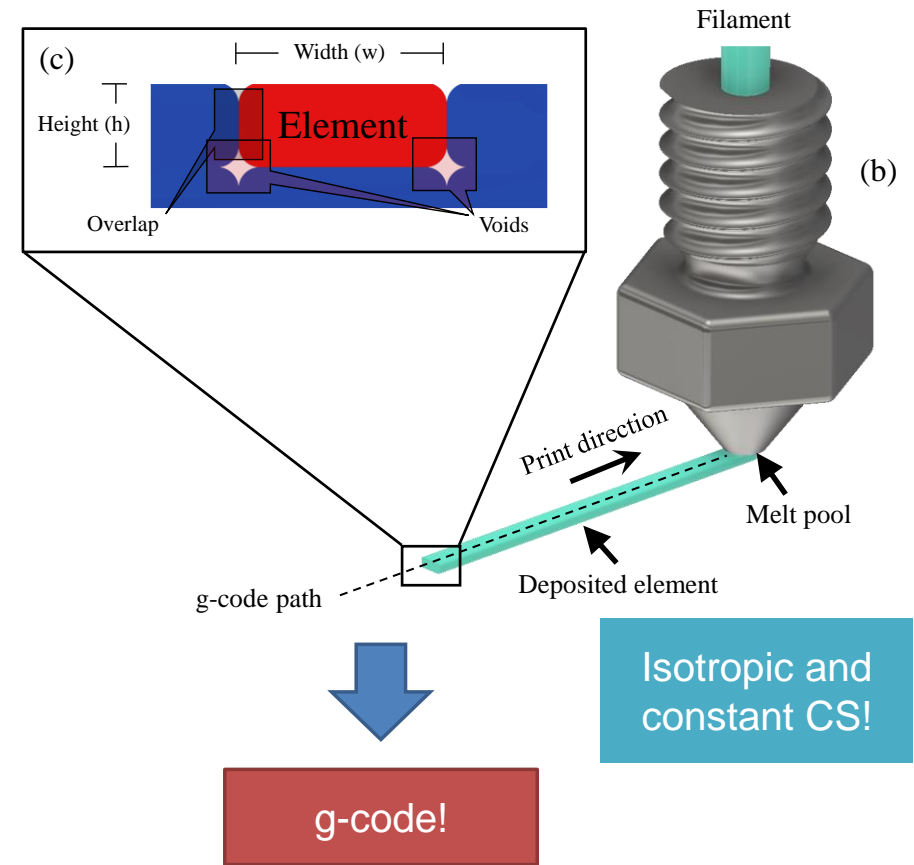 Filament
(c)
Width (w)
Height (h)
Element
(b)
Overlap
Voids
Print direction
Melt pool
Deposited element
g-code path
Isotropic and
constant CS!
g-code!